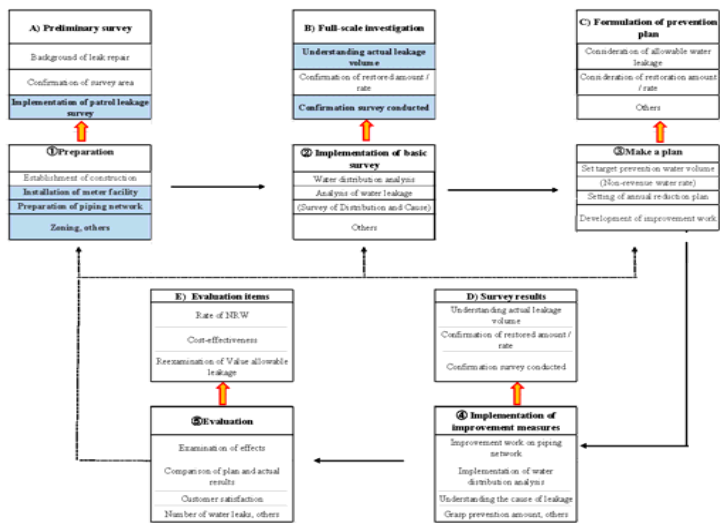 A) Preliminary survey
Background of leak repair
Confirmation of survey area
Implementation of patrol leakage
survey
B) Full-scale investigation
Understanding actual leakage
volume
Confirmation of restored amount /
rate
Confirmation survey conducted
C) Formulation of prevention
plan
Consideration of allowable water
leakage
Consideration of restoration amount
/ rate
Others
①Preparation
Establishment of construction
Installation of meter facility
Preparation of piping network
Zoning, others
② Implementation of basic
survey
Water distribution analysis
Analysis of water leakage
(Survey of Distribution and Cause)
Others
③Make a plan
Set target prevention water volume
(Non-revenue water rate)
Setting of annual reduction plan
Development of improvement work
E) Evaluation items
Rate of NRW
Cost-effectiveness
Reexamination of Value allowable
leakage
D) Survey results
Understanding actual leakage
volume
Confirmation of restored amount /
rate
Confirmation survey conducted
⑤Evaluation
Examination of effects
Comparison of plan and actual
results
Customer satisfaction
Number of water leaks, others
④ Implementation of
improvement measures
Improvement work on piping
network
Implementation of water
distribution analysis
Understanding the cause of leakage
Grasp prevention amount, others